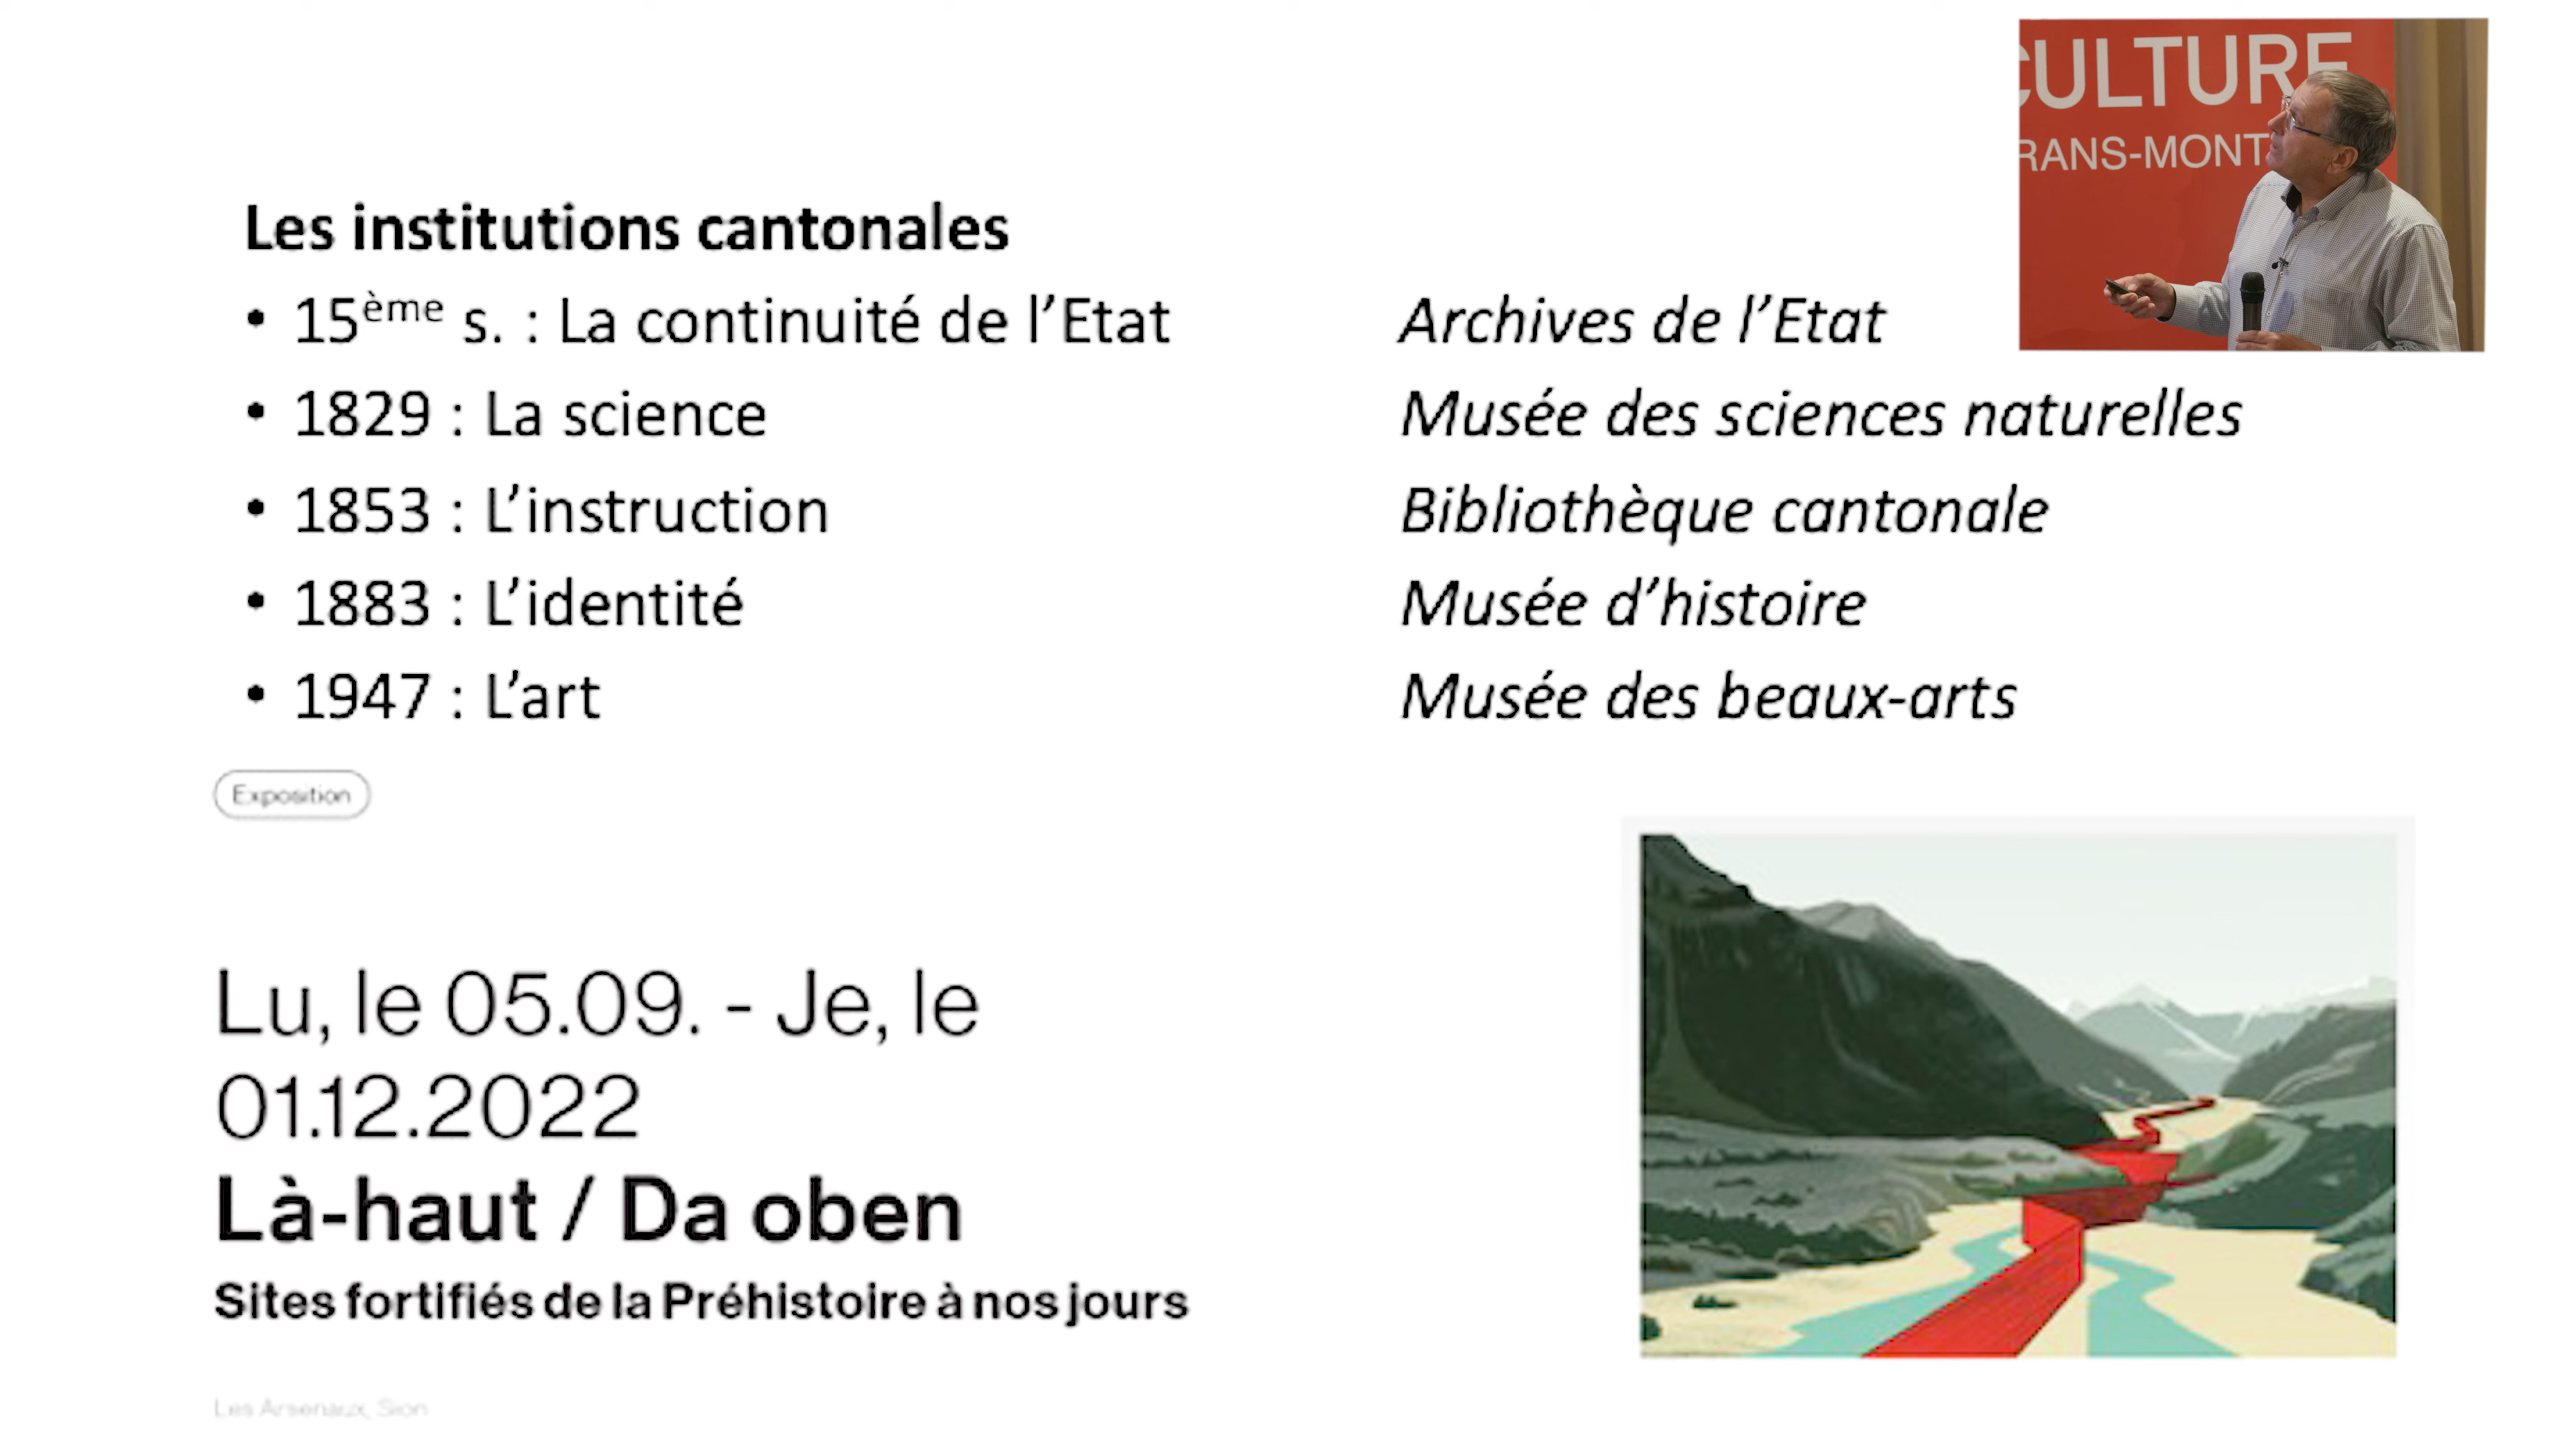 CULTURE
RANS-MONT
Les institutions cantonales
• 15ème s. : La continuité de l’Etat Archives de l’Etat
• 1829 : La science Musée des sciences naturelles
• 1853 : L’instruction Bibliothèque cantonale
• 1883 : L’identité Musée d’histoire
• 1947 : L’art Musée des beaux-arts
Exposition
Lu, le 05.09. - Je, le
01.12.2022
Là-haut / Da oben
Sites fortifiés de la Préhistoire à nos jours
Les Arsenaux, Sion